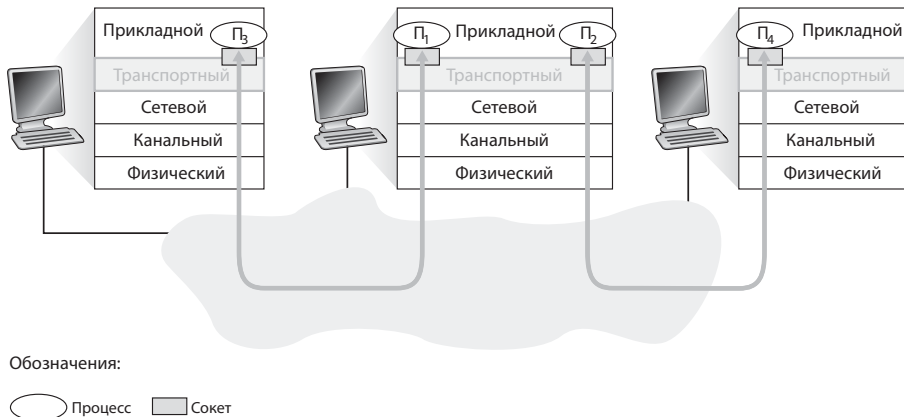 Прикладной П3
Транспортный
Сетевой
Канальный
Физический
П1 Прикладной П2
Транспортный
Сетевой
Канальный
Физический
П4 Прикладной
Транспортный
Сетевой
Канальный
Физический
Обозначения:
Процесс Сокет